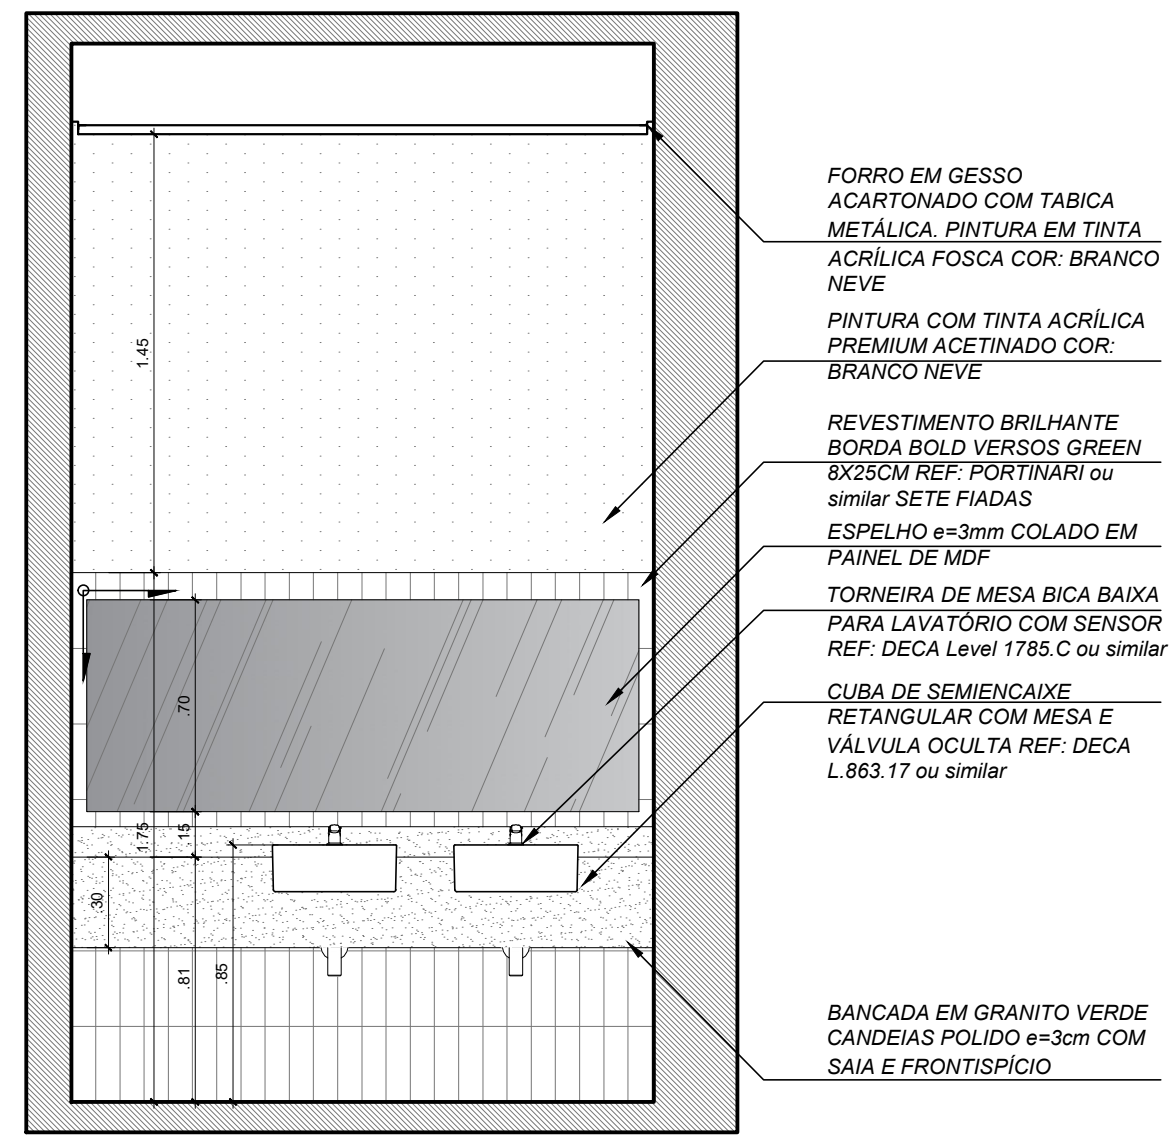 FORRO EM GESSO
ACARTONADO COM TABICA
METÁLICA. PINTURA EM TINTA
ACRÍLICA FOSCA COR: BRANCO
NEVE
PINTURA COM TINTA ACRÍLICA
PREMIUM ACETINADO COR:
BRANCO NEVE
REVESTIMENTO BRILHANTE
BORDA BOLD VERSOS GREEN
8X25CM REF: PORTINARI ou
similar SETE FIADAS
ESPELHO e=3mm COLADO EM
PAINEL DE MDF
TORNEIRA DE MESA BICA BAIXA
PARA LAVATÓRIO COM SENSOR
REF: DECA Level 1785.C ou similar
CUBA DE SEMIENCAIXE
RETANGULAR COM MESA E
VÁLVULA OCULTA REF: DECA
L.863.17 ou similar
BANCADA EM GRANITO VERDE
CANDEIAS POLIDO e=3cm COM
SAIA E FRONTISPÍCIO
1.45
.70
1.75
.15
.30
.81
.85